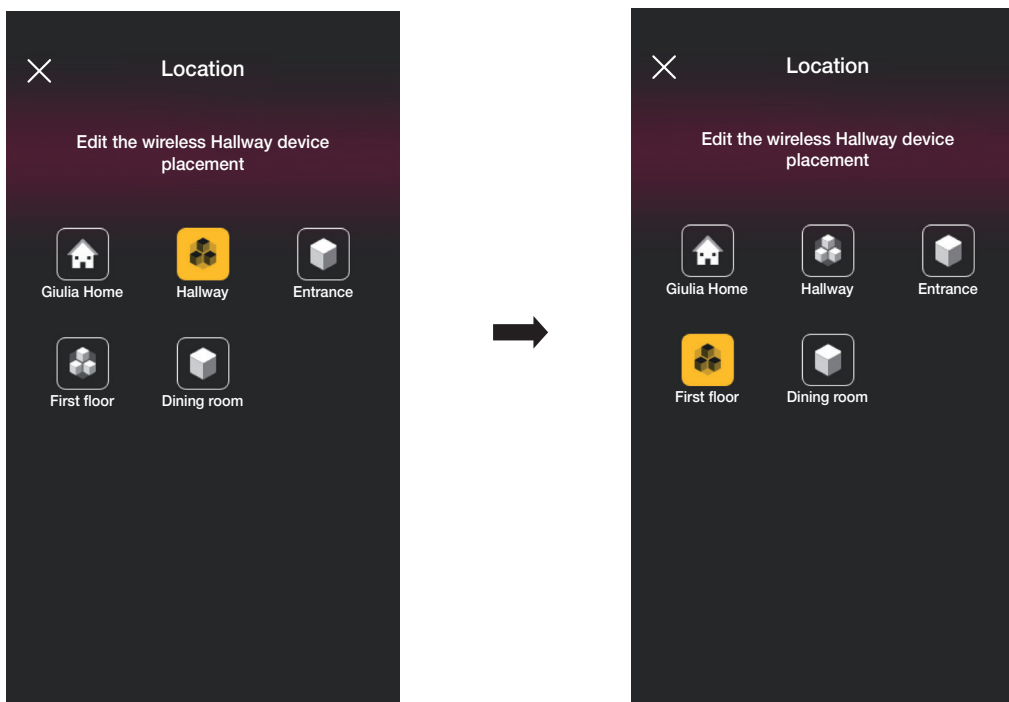 Location
Edit the wireless Hallway device
placement
Giulia Home
Hallway
Entrance
First floor
Dining room
Location
Edit the wireless Hallway device
placement
Giulia Home
Hallway
Entrance
First floor
Dining room